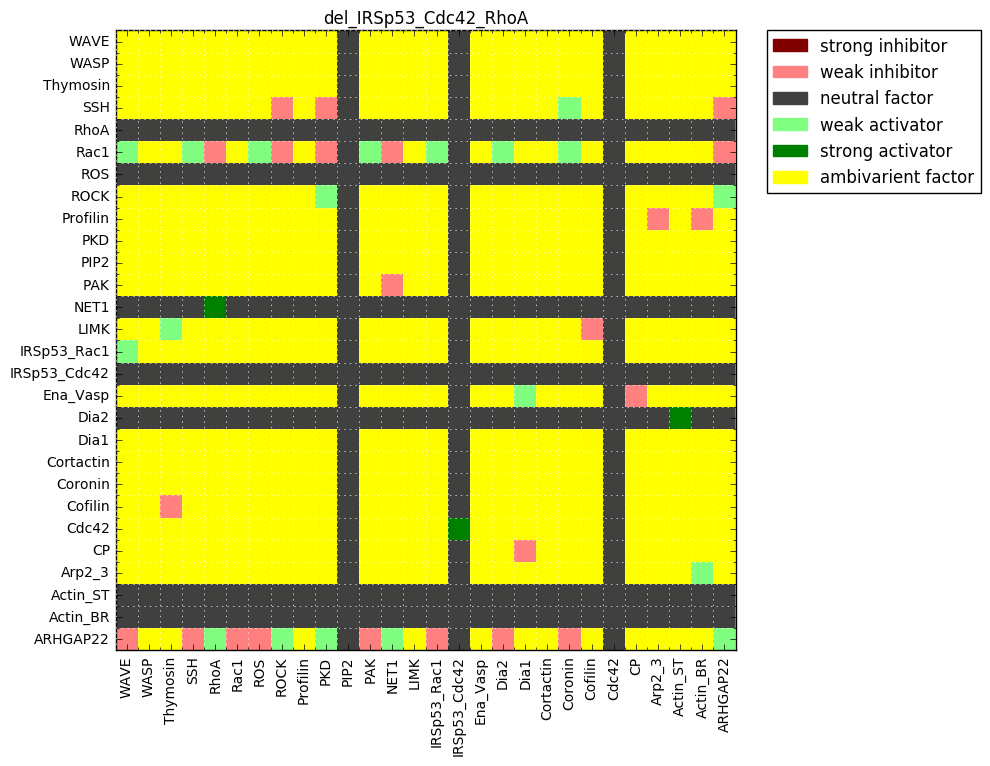 del_IRSp53_Cdc42_RhoA
WAVE
WASP
Thymosin
SSH
RhoA
Rac1
ROS
ROCK
Profilin
PKD
PIP2
PAK
NET1
LIMK
IRSp53_Rac1
IRSp53_Cdc42
Ena_Vasp
Dia2
Dia1
Cortactin
Coronin
Cofilin
Cdc42
CP
Arp2_3
Actin_ST
Actin_BR
ARHGAP22
WAVE
WASP
Thymosin
SSH
RhoA
Rac1
ROS
ROCK
Profilin
PKD
PIP2
PAK
NET1
LIMK
IRSp53_Rac1
IRSp53_Cdc42
Ena_Vasp
Dia2
Dia1
Cortactin
Coronin
Cofilin
Cdc42
CP
Arp2_3
Actin_ST
Actin_BR
ARHGAP22
strong inhibitor
weak inhibitor
neutral factor
weak activator
strong activator
ambivarient factor